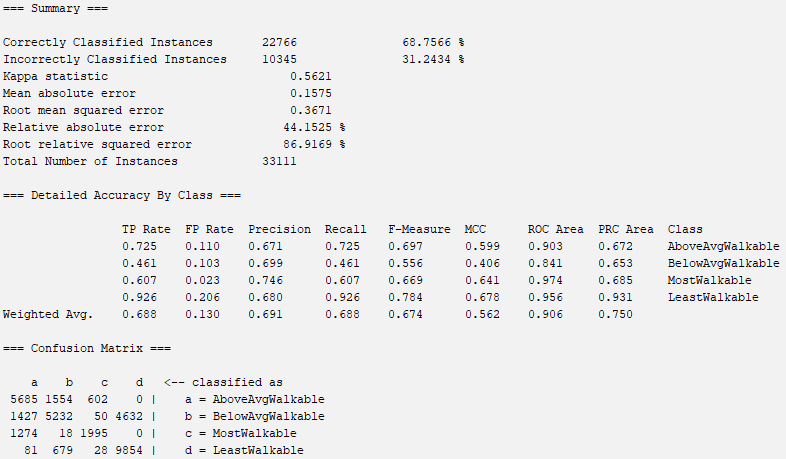 === Summary ===
Correctly Classified Instances 22766 68.7566 %
Incorrectly Classified Instances 10345 31.2434 %
Kappa statistic 0.5621
Mean absolute error 0.1575
Root mean squared error 0.3671
Relative absolute error 44.1525 %
Root relative squared error 86.9169 %
Total Number of Instances 33111
=== Detailed Accuracy By Class ===
TP Rate FP Rate Precision Recall F-Measure MCC ROC Area PRC Area Class
0.725 0.110 0.671 0.725 0.697 0.599 0.903 0.672 AboveAvgWalkable
0.461 0.103 0.699 0.461 0.556 0.406 0.841 0.653 BelowAvgWalkable
0.607 0.023 0.746 0.607 0.669 0.641 0.974 0.685 MostWalkable
0.926 0.206 0.680 0.926 0.784 0.678 0.956 0.931 LeastWalkable
Weighted Avg. 0.688 0.130 0.691 0.688 0.674 0.562 0.906 0.750
=== Confusion Matrix ===
a b c d <-- classified as
5685 1554 602 0 | a = AboveAvgWalkable
1427 5232 50 4632 | b = BelowAvgWalkable
1274 18 1995 0 | c = MostWalkable
81 679 28 9854 | d = LeastWalkable